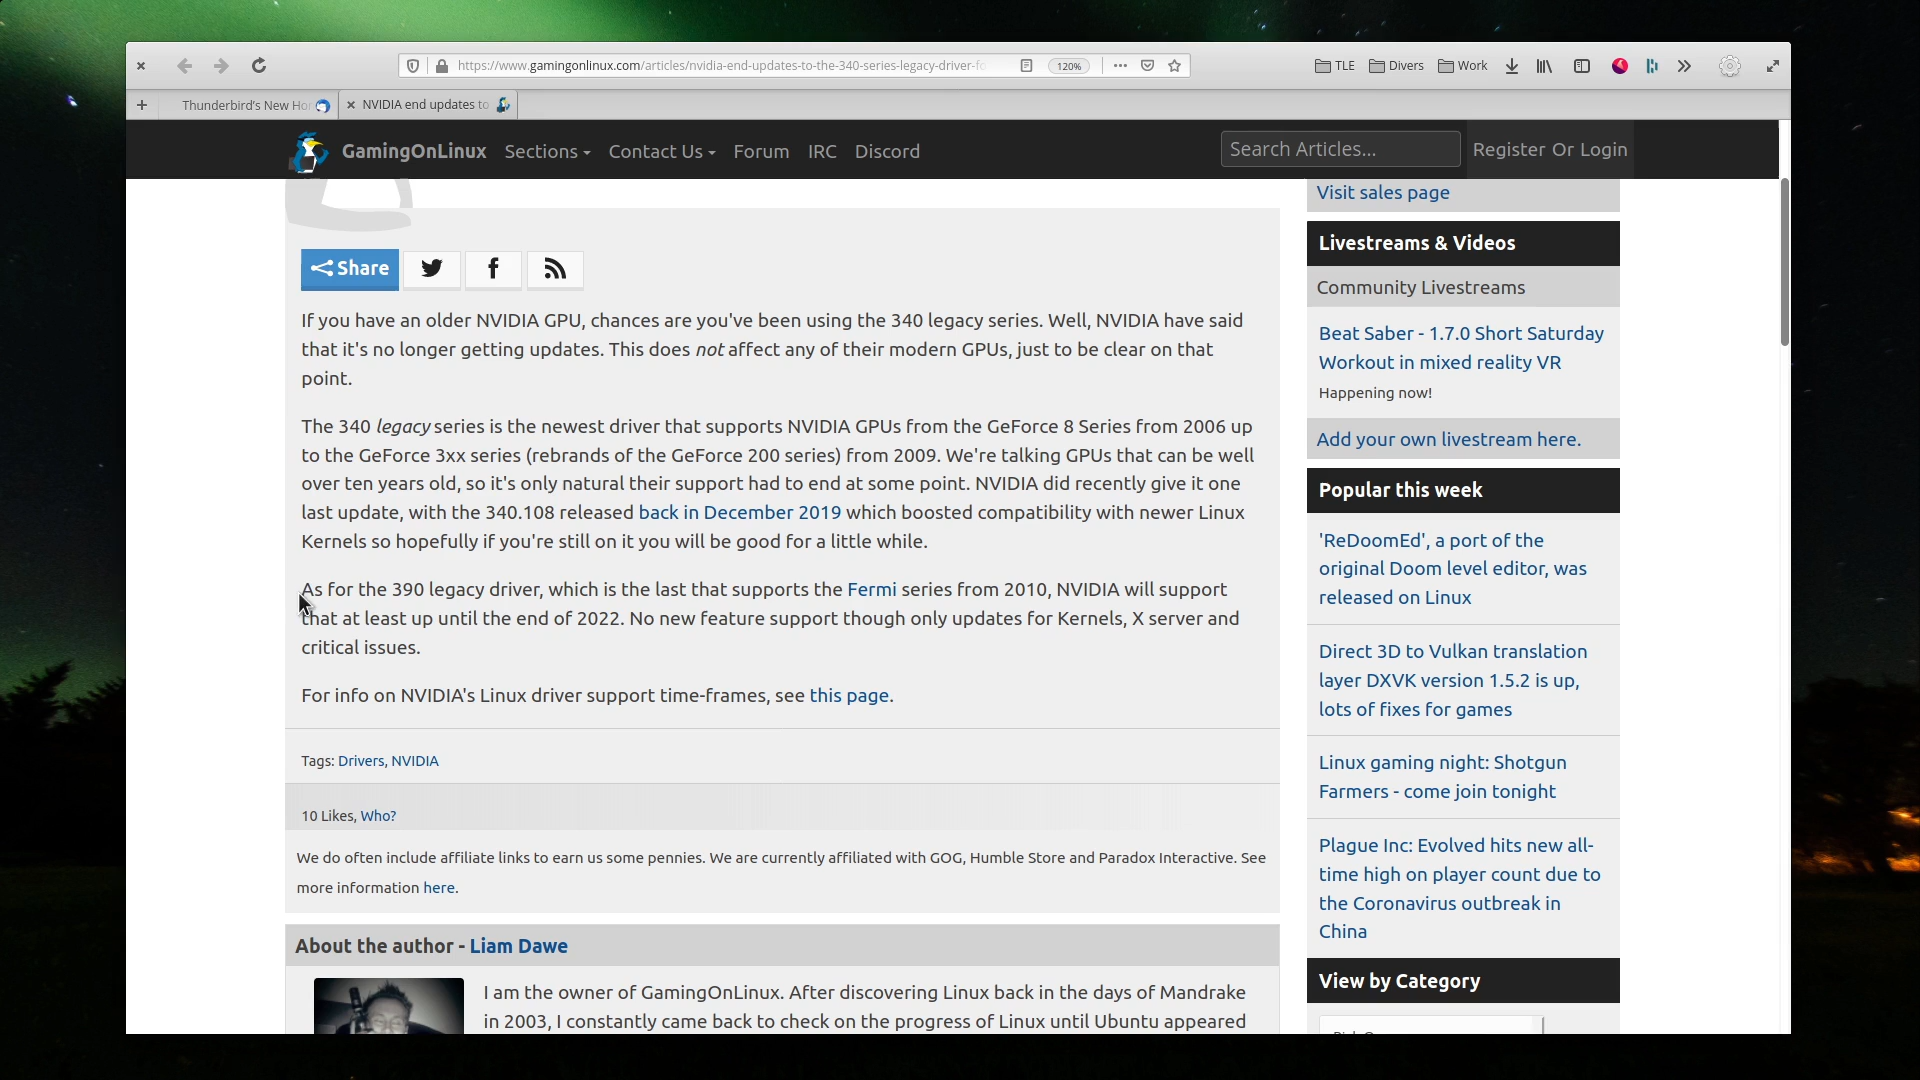 https://www.gamingonlinux.com/articles/nvidia-end-updates-to-the-340-series-legacy-driver-fo
120%
TLE
Divers
Work
Thunderbird's New Ho
NVIDIA end updates to
GamingOnLinux
Sections
Contact Us
Forum
IRC
Discord
Search Articles...
Register Or Login
Share
If you have an older NVIDIA GPU, chances are you've been using the 340 legacy series. Well, NVIDIA have said
that it's no longer getting updates. This does not affect any of their modern GPUs, just to be clear on that
point.
The 340 legacy series is the newest driver that supports NVIDIA GPUs from the GeForce 8 Series from 2006 up
to the GeForce 3xx series (rebrands of the GeForce 200 series) from 2009. We're talking GPUs that can be well
over ten years old, so it's only natural their support had to end at some point. NVIDIA did recently give it one
last update, with the 340.108 released back in December 2019 which boosted compatibility with newer Linux
Kernels so hopefully if you're still on it you will be good for a little while.
As for the 390 legacy driver, which is the last that supports the Fermi series from 2010, NVIDIA will support
that at least up until the end of 2022. No new feature support though only updates for Kernels, X server and
critical issues.
For info on NVIDIA's Linux driver support time-frames, see this page.
Tags: Drivers, NVIDIA
10 Likes, Who?
We do often include affiliate links to earn us some pennies. We are currently affiliated with GOG, Humble Store and Paradox Interactive. See
more information here.
About the author - Liam Dawe
I am the owner of GamingOnLinux. After discovering Linux back in the days of Mandrake
in 2003, I constantly came back to check on the progress of Linux until Ubuntu appeared
Visit sales page
Livestreams & Videos
Community Livestreams
Beat Saber - 1.7.0 Short Saturday
Workout in mixed reality VR
Happening now!
Add your own livestream here.
Popular this week
'ReDoomEd', a port of the
original Doom level editor, was
released on Linux
Direct 3D to Vulkan translation
layer DXVK version 1.5.2 is up,
lots of fixes for games
Linux gaming night: Shotgun
Farmers - come join tonight
Plague Inc: Evolved hits new all-
time high on player count due to
the Coronavirus outbreak in
China
View by Category